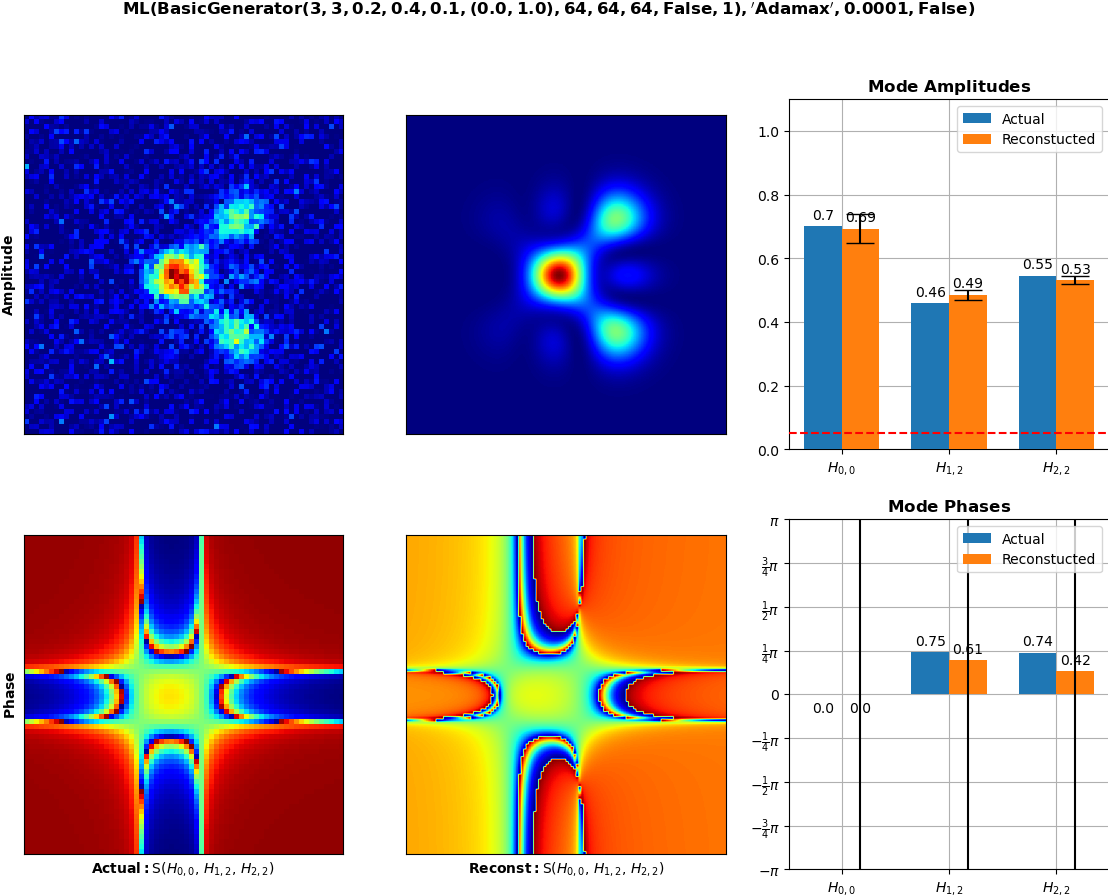 ML(BasicGenerator(3, 3, 0.2, 0.4, 0.1, (0.0, 1.0), 64, 64, 64, False, 1), 'Adamax', 0.0001, False)
Amplitude
Mode Amplitudes
Actual
Reconstucted
1.0
0.8
0.6
0.4
0.2
0.0
0.7
0.69
0.46
0.49
0.55
0.53
H0,0
H1,2
H2,2
Phase
Actual: S(H0,0, H1,2, H2,2)
Reconst: S(H0,0, H1,2, H2,2)
Mode Phases
Actual
Reconstucted
π
3/4π
1/2π
1/4π
0
−1/4π
−1/2π
−3/4π
−π
0.0
0.0
0.75
0.61
0.74
0.42
H0,0
H1,2
H2,2